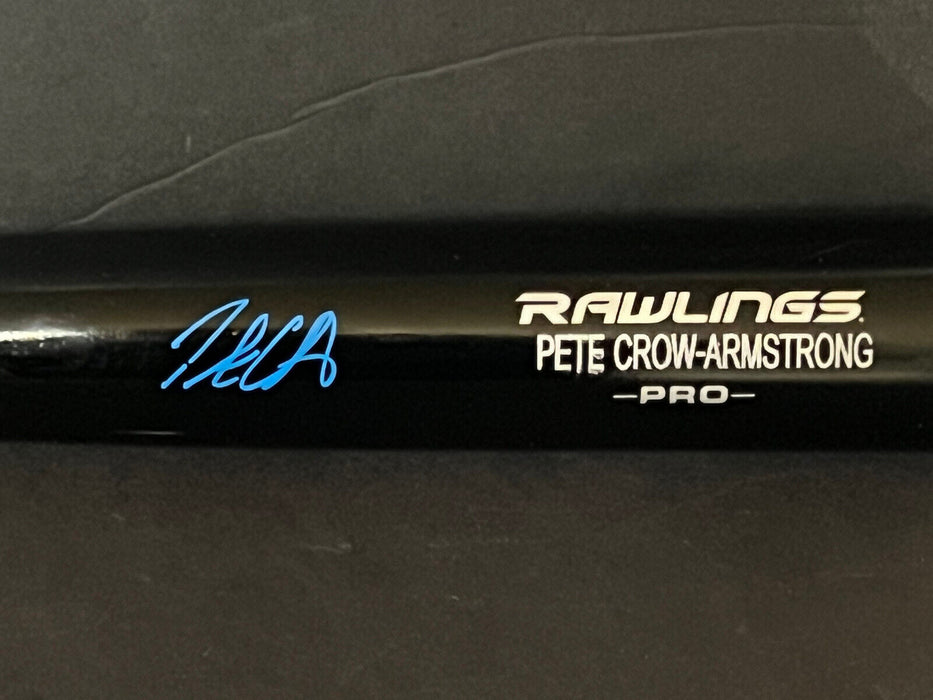 RAWLINGS
PETE CROW-ARMSTRONG
-PRO-